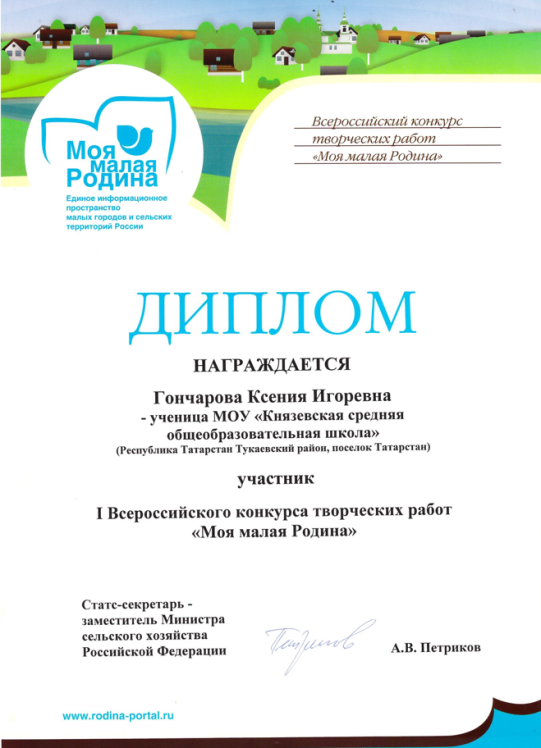 Моя
малая
Родина
Единое информационное
пространство
малых городов и сельских
территорий России
Всероссийский конкурс
творческих работ
«Моя малая Родина»
ДИПЛОМ
НАГРАЖДАЕТСЯ
Гончарова Ксения Игоревна
- ученица МОУ «Князевская средняя
общеобразовательная школа»
(Республика Татарстан Тукаевский район, поселок Татарстан)
участник
I Всероссийского конкурса творческих работ
«Моя малая Родина»
Статс-секретарь -
заместитель Министра
сельского хозяйства
Российской Федерации
Петриков
А.В. Петриков
www.rodina-portal.ru